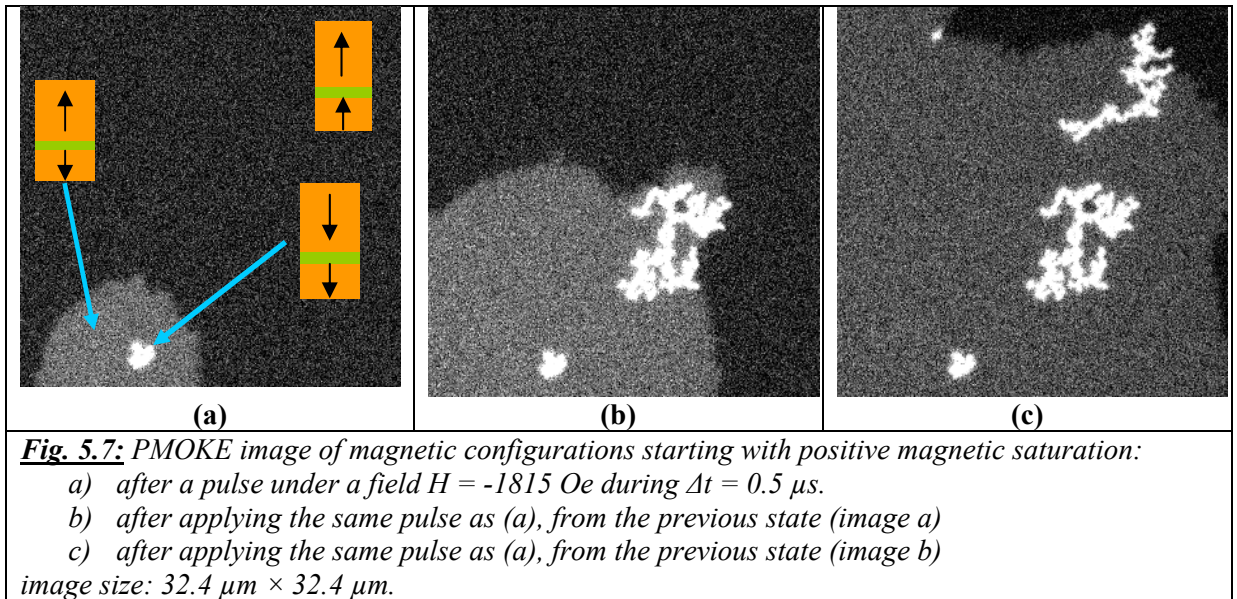 (a)
(b)
(c)
Fig. 5.7: PMOKE image of magnetic configurations starting with positive magnetic saturation:
a) after a pulse under a field H = -1815 Oe during Δt = 0.5 µs.
b) after applying the same pulse as (a), from the previous state (image a)
c) after applying the same pulse as (a), from the previous state (image b)
image size: 32.4 µm × 32.4 µm.